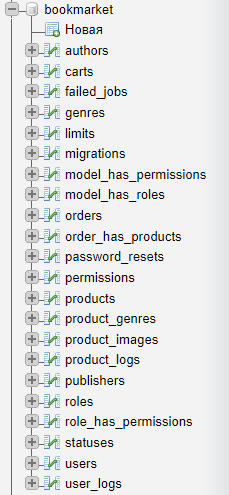 bookmarket
Новая
authors
carts
failed_jobs
genres
limits
migrations
model_has_permissions
model_has_roles
orders
order_has_products
password_resets
permissions
products
product_genres
product_images
product_logs
publishers
roles
role_has_permissions
statuses
users
user_logs